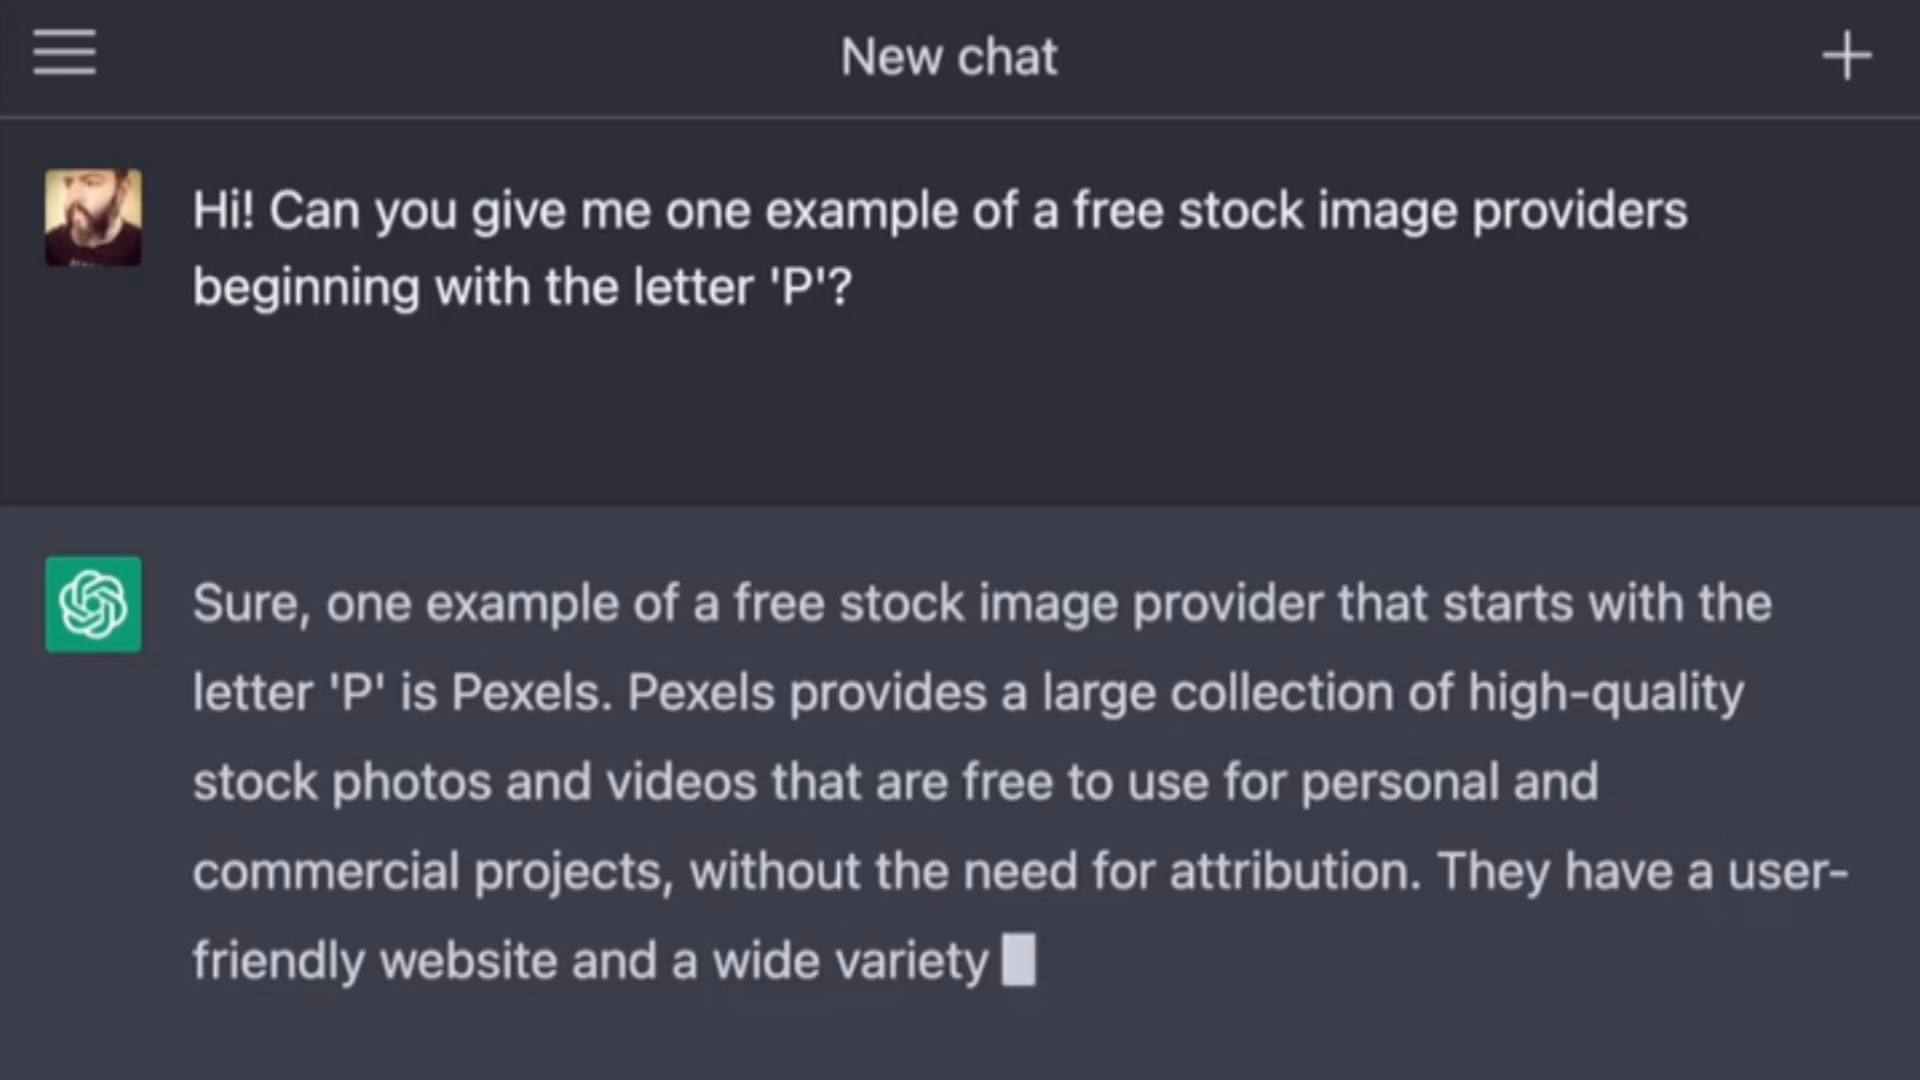 New chat
Hi! Can you give me one example of a free stock image providers
beginning with the letter 'P'?
Sure, one example of a free stock image provider that starts with the
letter 'P' is Pexels. Pexels provides a large collection of high-quality
stock photos and videos that are free to use for personal and
commercial projects, without the need for attribution. They have a user-
friendly website and a wide variety